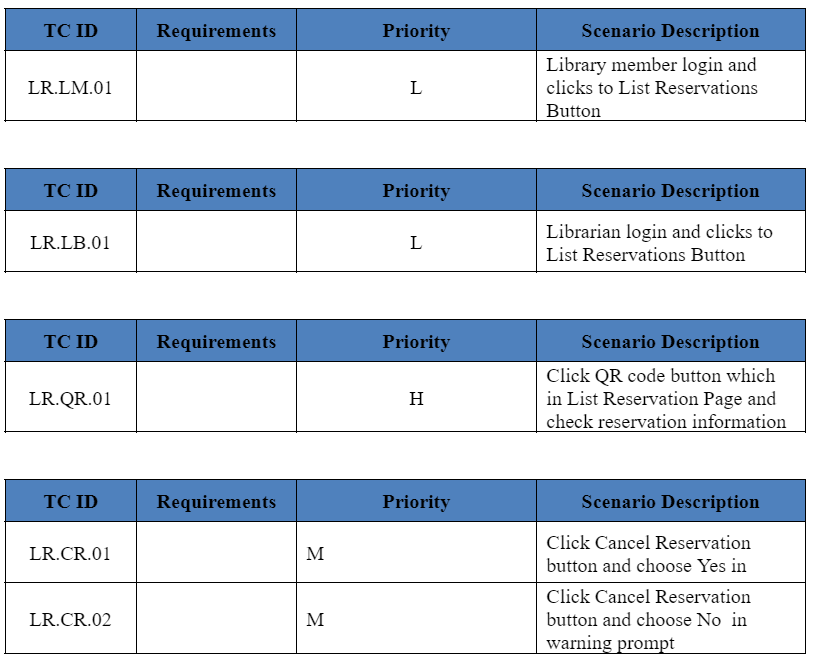 TC ID Requirements Priority Scenario Description
LR.LM.01 L Library member login and
clicks to List Reservations
Button
TC ID Requirements Priority Scenario Description
LR.LB.01 L Librarian login and clicks to
List Reservations Button
TC ID Requirements Priority Scenario Description
LR.QR.01 H Click QR code button which
in List Reservation Page and
check reservation information
TC ID Requirements Priority Scenario Description
LR.CR.01 M Click Cancel Reservation
button and choose Yes in
LR.CR.02 M Click Cancel Reservation
button and choose No in
warning prompt